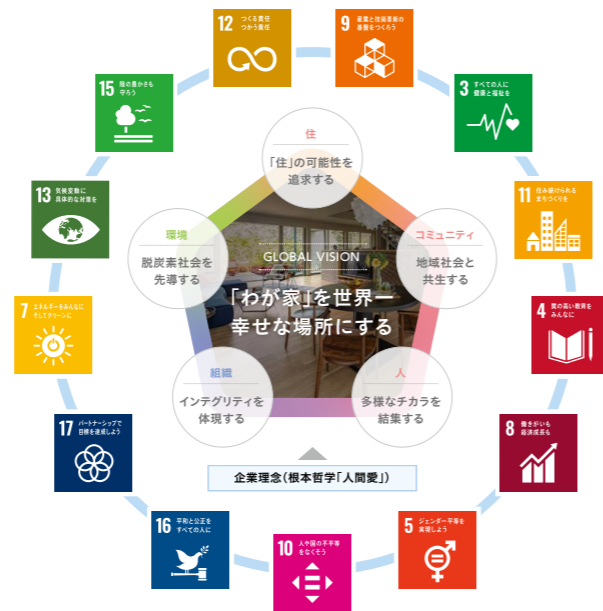 12
つくる責任
つかう責任
9
産業と技術革新の
基盤をつくろう
15
陸の豊かさも
守ろう
3
すべての人に
健康と福祉を
住
「住」の可能性を
追求する
13
気候変動に
具体的な対策を
11
住み続けられる
まちづくりを
環境
脱炭素社会を
先導する
コミュニティ
地域社会と
共生する
GLOBAL VISION
「わが家」を世界一
幸せな場所にする
7
エネルギーをみんなに
そしてクリーンに
4
質の高い教育を
みんなに
組織
インテグリティを
体現する
人
多様なチカラを
結集する
17
パートナーシップで
目標を達成しよう
8
働きがいも
経済成長も
企業理念(根本哲学「人間愛」)
16
平和と公正を
すべての人に
10
人や国の不平等
をなくそう
5
ジェンダー平等を
実現しよう